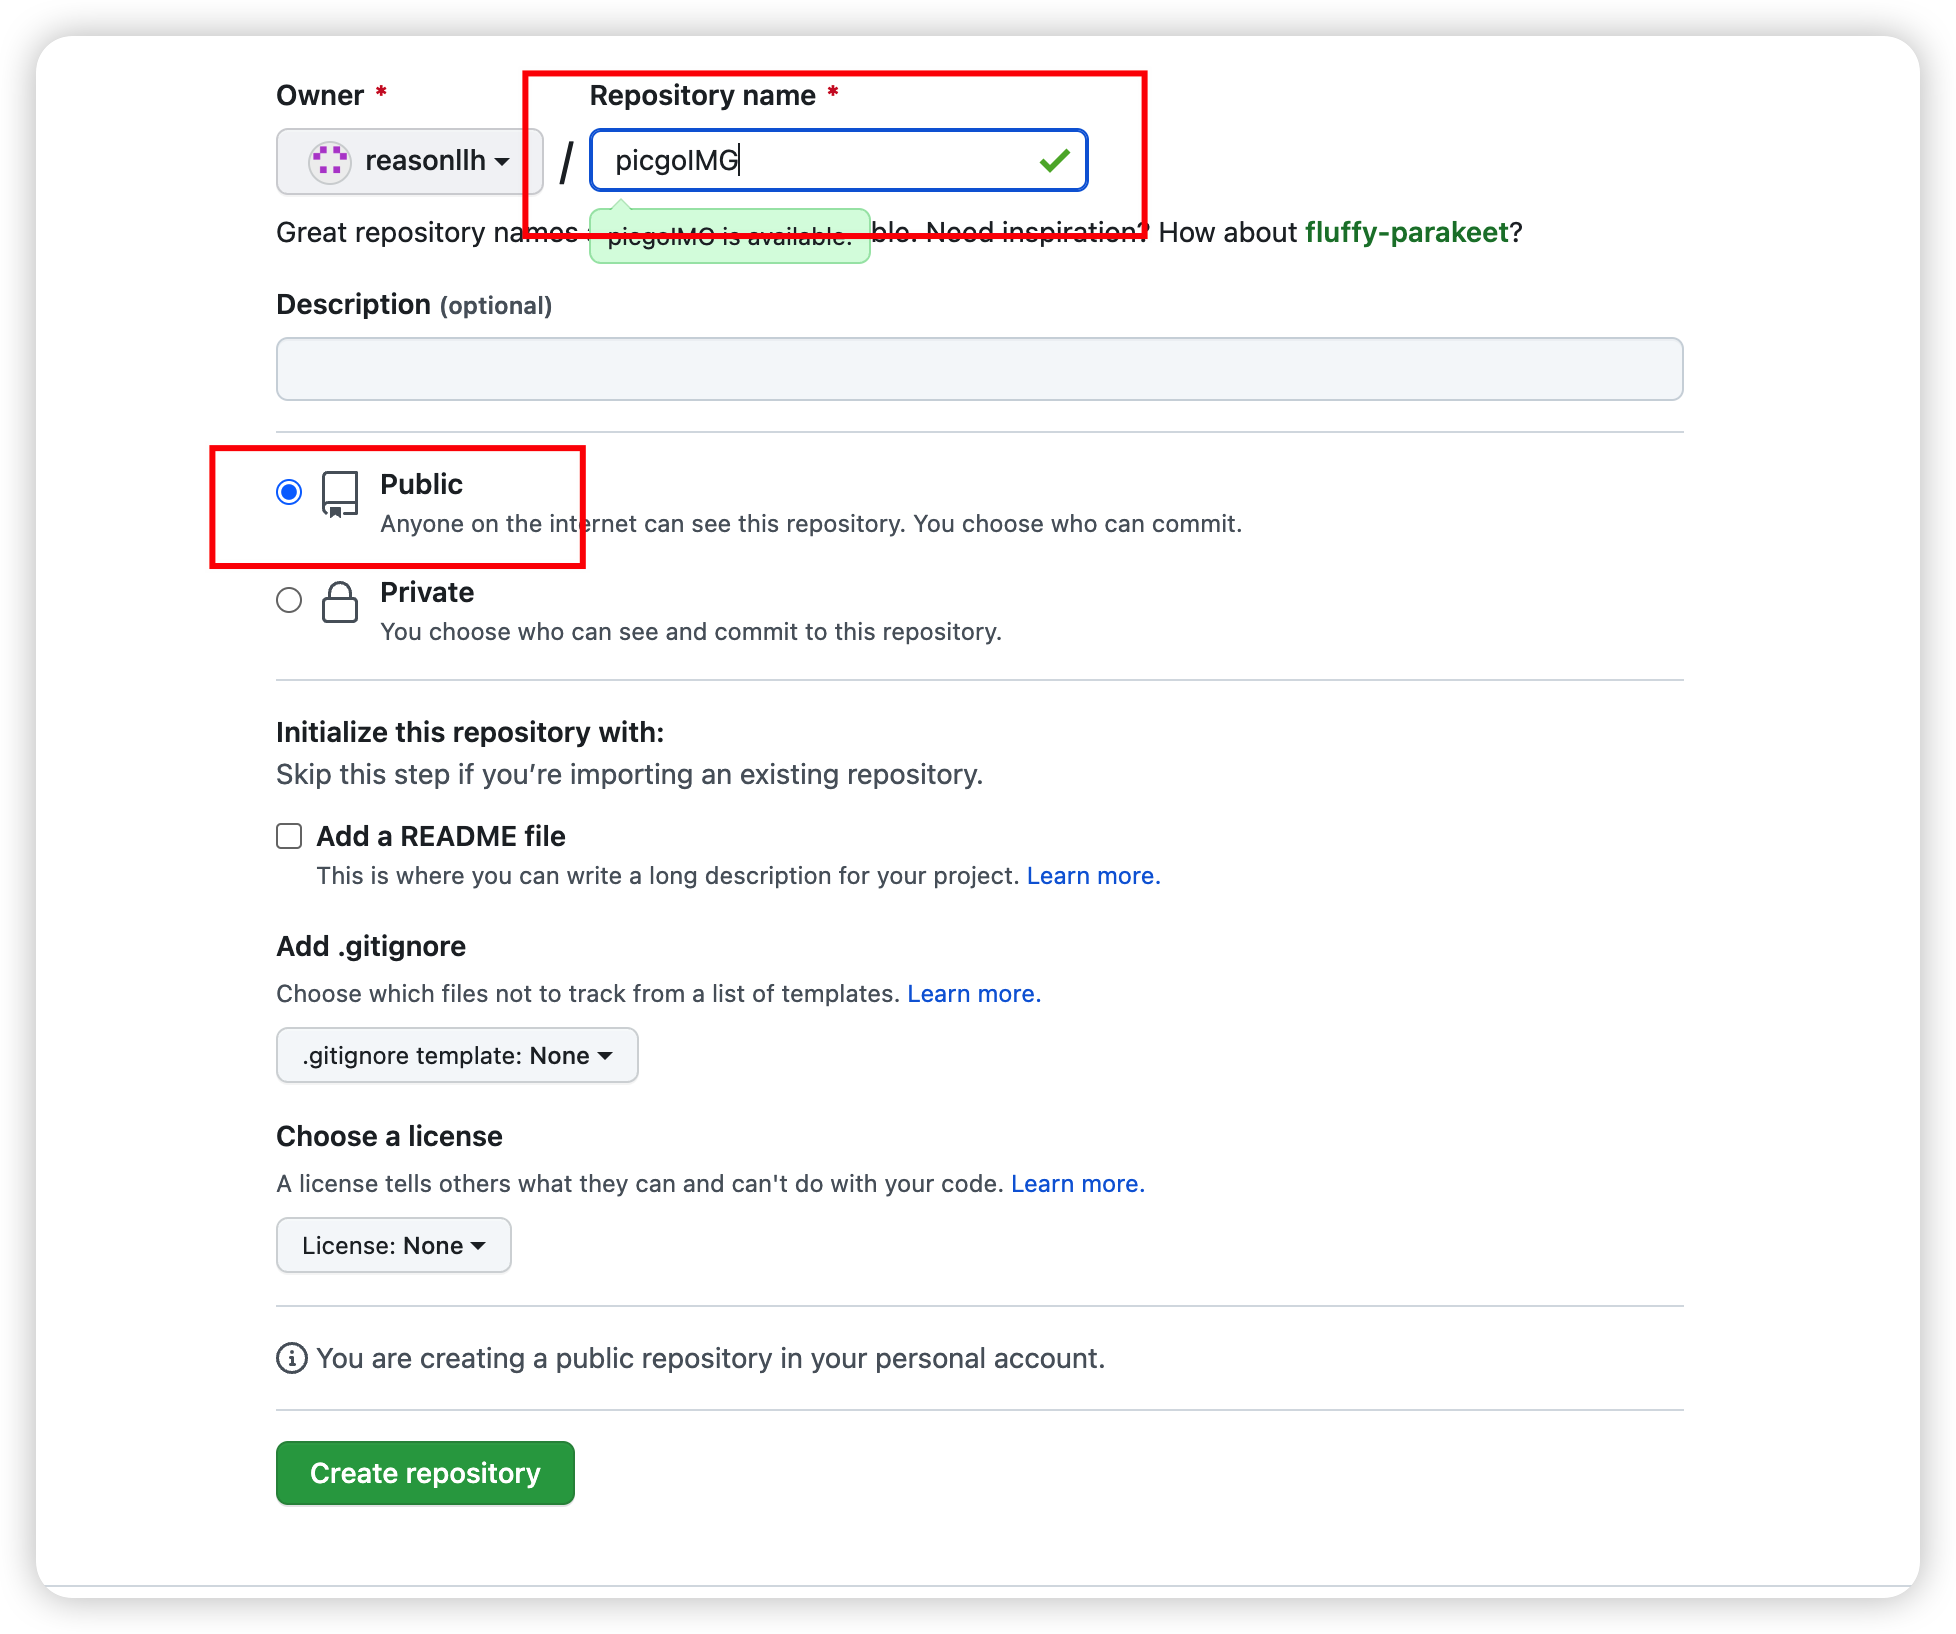 Owner *
Repository name *
reasonllh
/
picgoIMG
Great repository names
picgoIMG is available.
ble. Need inspiration? How about fluffy-parakeet?
Description (optional)
Public
Anyone on the internet can see this repository. You choose who can commit.
Private
You choose who can see and commit to this repository.
Initialize this repository with:
Skip this step if you’re importing an existing repository.
Add a README file
This is where you can write a long description for your project. Learn more.
Add .gitignore
Choose which files not to track from a list of templates. Learn more.
.gitignore template: None
Choose a license
A license tells others what they can and can't do with your code. Learn more.
License: None
You are creating a public repository in your personal account.
Create repository